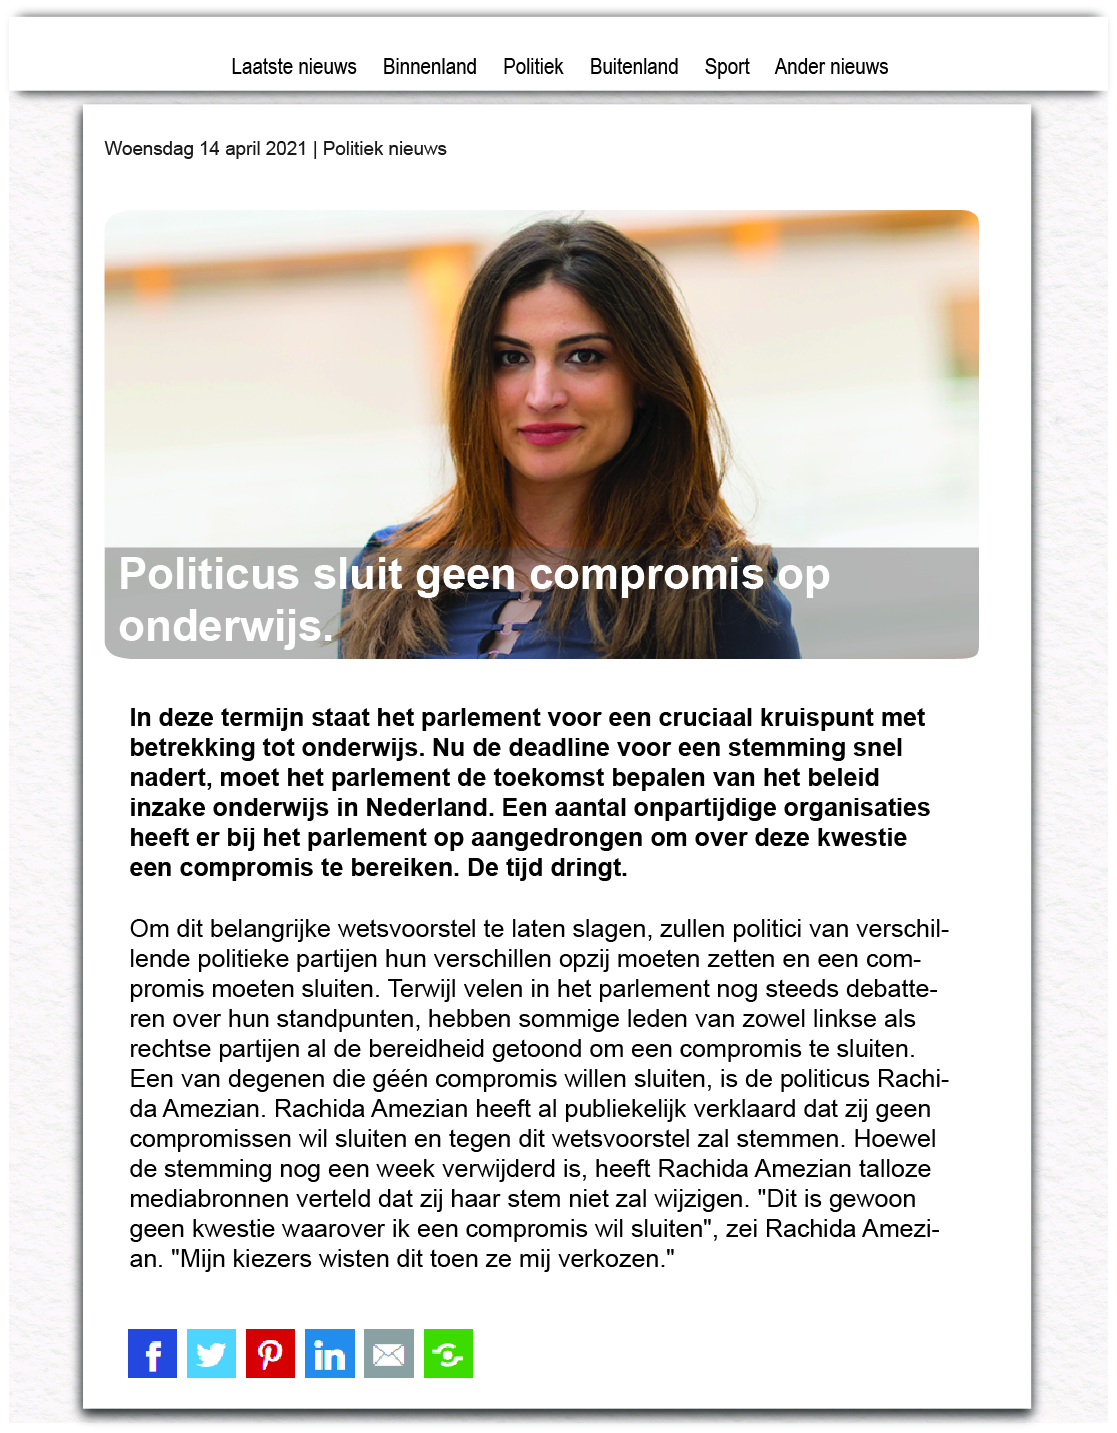 Laatste nieuws Binnenland Politiek Buitenland Sport Ander nieuws
Woensdag 14 april 2021 | Politiek nieuws
Politicus sluit geen compromis op
onderwijs.
In deze termijn staat het parlement voor een cruciaal kruispunt met
betrekking tot onderwijs. Nu de deadline voor een stemming snel
nadert, moet het parlement de toekomst bepalen van het beleid
inzake onderwijs in Nederland. Een aantal onpartijdige organisaties
heeft er bij het parlement op aangedrongen om over deze kwestie
een compromis te bereiken. De tijd dringt.
Om dit belangrijke wetsvoorstel te laten slagen, zullen politici van verschil-
lende politieke partijen hun verschillen opzij moeten zetten en een com-
promis moeten sluiten. Terwijl velen in het parlement nog steeds debatte-
ren over hun standpunten, hebben sommige leden van zowel linkse als
rechtse partijen al de bereidheid getoond om een compromis te sluiten.
Een van degenen die géén compromis willen sluiten, is de politicus Rachi-
da Amezian. Rachida Amezian heeft al publiekelijk verklaard dat zij geen
compromissen wil sluiten en tegen dit wetsvoorstel zal stemmen. Hoewel
de stemming nog een week verwijderd is, heeft Rachida Amezian talloze
mediabronnen verteld dat zij haar stem niet zal wijzigen. "Dit is gewoon
geen kwestie waarover ik een compromis wil sluiten", zei Rachida Amezi-
an. "Mijn kiezers wisten dit toen ze mij verkozen."